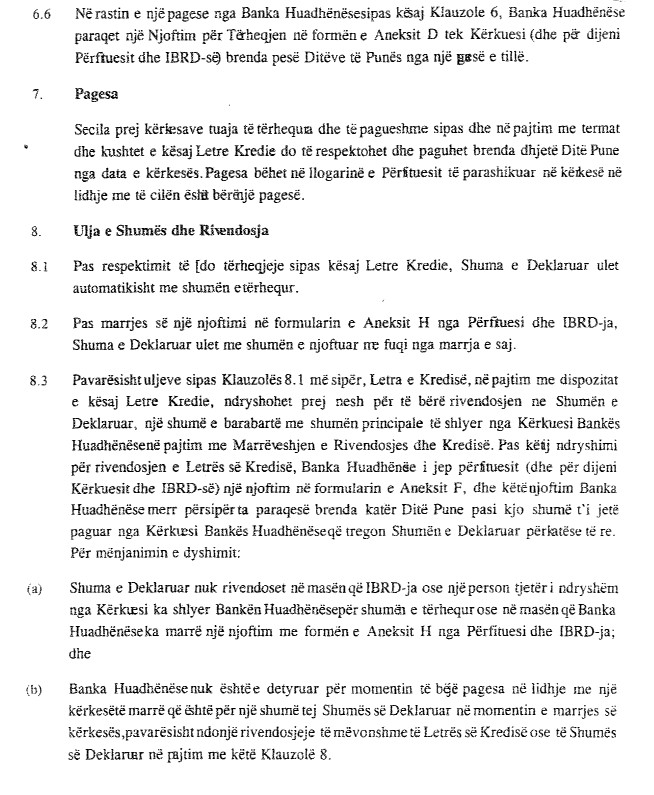 6.6 Në rastin e një pagese nga Banka Huadhënësesipas kësaj Klauzole 6, Banka Huadhënëse
paraqet një Njoftim për Tërheqjen në formën e Aneksit D tek Kërkuesi (dhe për dijeni
Përfituesit dhe IBRD-së) brenda pesë Ditëve të Punës nga një pagesë e tillë.
7. Pagesa
Secila prej kërkesave tuaja të tërhequra dhe të pagueshme sipas dhe në pajtim me termat
dhe kushtet e kësaj Letre Kredie do të respektohet dhe paguhet brenda dhjetë Ditë Pune
nga data e kërkesës. Pagesa bëhet në llogarinë e Përfituesit të parashikuar në kërkesë në
lidhje me të cilën është bërë një pagesë.
8. Ulja e Shumës dhe Rivendosja
8.1 Pas respektimit të [do tërheqjeje sipas kësaj Letre Kredie, Shuma e Deklaruar ulet
automatikisht me shumën e tërhequr.
8.2 Pas marrjes së një njoftimi në formularin e Aneksit H nga Përfituesi dhe IBRD-ja,
Shuma e Deklaruar ulet me shumën e njoftuar me fuqi nga marrja e saj.
8.3 Pavarësisht uljeve sipas Klauzolës 8.1 më sipër, Letra e Kredisë, në pajtim me dispozitat
e kësaj Letre Kredie, ndryshohet prej nesh për të bërë rivendosjen ne Shumën e
Deklaruar, një shumë e barabartë me shumën principale të shlyer nga Kërkuesi Bankës
Huadhënësenë pajtim me Marrëveshjen e Rivendosjes dhe Kredisë. Pas këtij ndryshimi
për rivendosjen e Letrës së Kredisë, Banka Huadhënëse i jep përfituesit (dhe për dijeni
Kërkuesit dhe IBRD-së) një njoftim në formularin e Aneksit F, dhe këtë njoftim Banka
Huadhënëse merr përsipër ta paraqesë brenda katër Ditë Pune pasi kjo shumë t'i jetë
paguar nga Kërkuesi Bankës Huadhënëseqë tregon Shumën e Deklaruar përkatëse të re.
Për mënjanimin e dyshimit:
(a) Shuma e Deklaruar nuk rivendoset në masën që IBRD-ja ose një person tjetër i ndryshëm
nga Kërkuesi ka shlyer Bankën Huadhënësepër shumën e tërhequr ose në masën që Banka
Huadhënëseka marrë një njoftim me formën e Aneksit H nga Përfituesi dhe IBRD-ja;
dhe
(b) Banka Huadhënësenuk është e detyruar për momentin të bëjë pagesa në lidhje me një
kërkesë të marrë që është për një shumë tej Shumës së Deklaruar në momentin e marrjes së
kërkesës, pavarësisht ndonjë rivendosjeje të mëvonshme të Letrës së Kredisë ose të Shumës
së Deklaruar në pajtim me këtë Klauzolë 8.